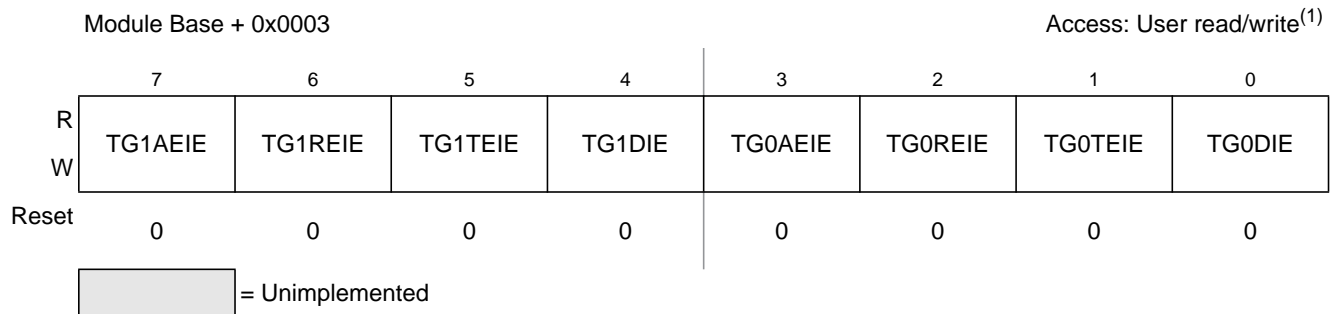 Module Base + 0x0003 Access: User read/write(1)
7 6 5 4 3 2 1 0
R
TG1AEIE TG1REIE TG1TEIE TG1DIE TG0AEIE TG0REIE TG0TEIE TG0DIE
W
Reset 0 0 0 0 0 0 0 0
= Unimplemented